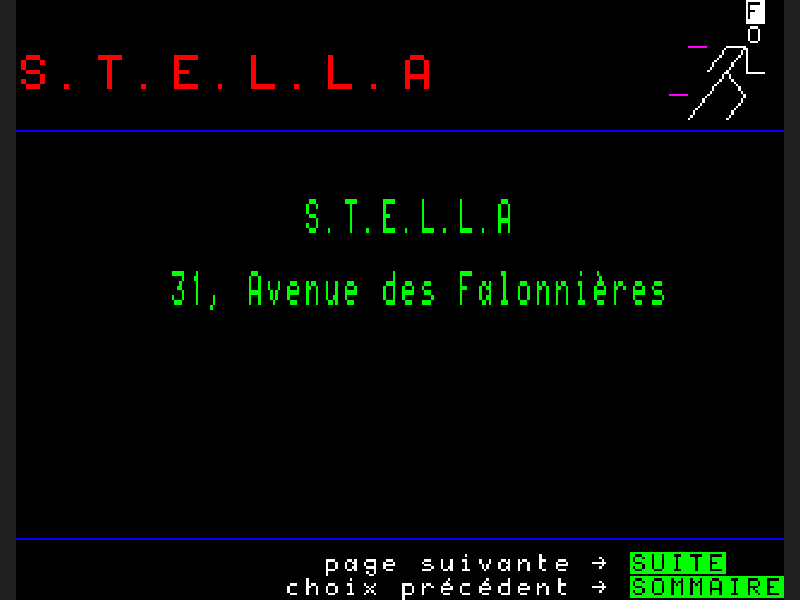 F
S.T.E.L.L.A
S.T.E.L.L.A
31, Avenue des Falonnières
page suivante → SUITE
choix précédent → SOMMAIRE